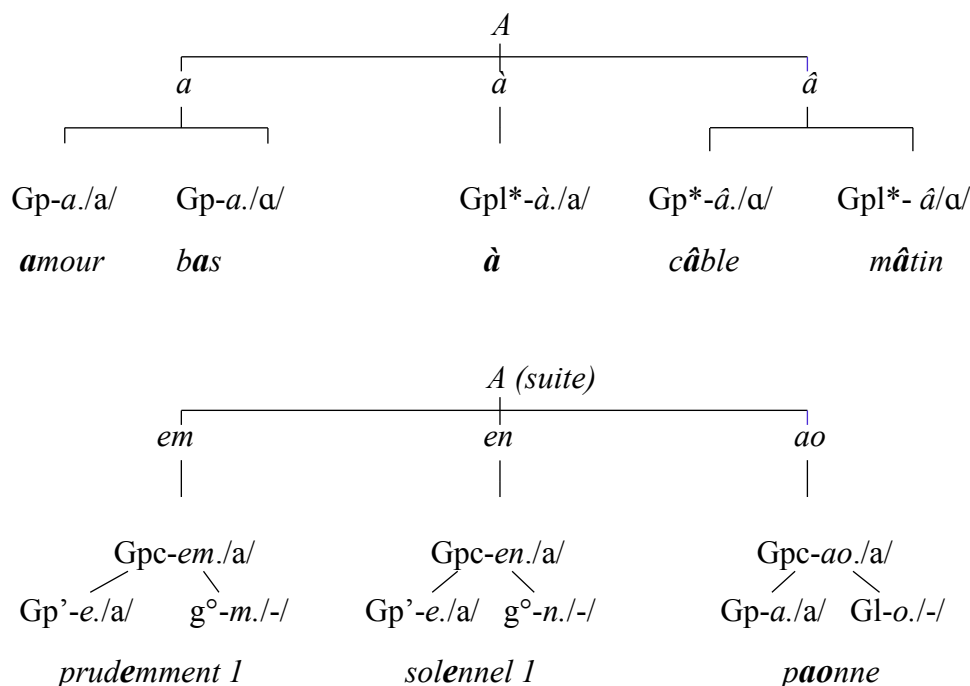 A
a à â
Gp-a./a/ Gp-a./ɑ/ Gpl*-à./a/ Gp*-â./ɑ/ Gpl*- â/ɑ/
amour bas à câble mâtin
A (suite)
em en ao
Gpc-em./a/ Gpc-en./a/ Gpc-ao./a/
Gp’-e./a/ g°-m./-/ Gp’-e./a/ g°-n./-/ Gp-a./a/ Gl-o./-/
prudemment 1 solennel 1 paonne